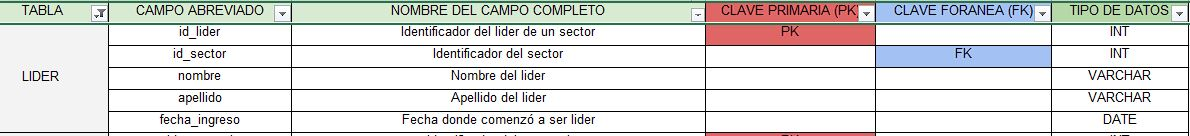 TABLA CAMPO ABREVIADO NOMBRE DEL CAMPO COMPLETO CLAVE PRIMARIA (PK) CLAVE FORANEA (FK) TIPO DE DATOS
id_lider Identificador del lider de un sector PK INT
id_sector Identificador del sector FK INT
LIDER nombre Nombre del lider VARCHAR
apellido Apellido del lider VARCHAR
fecha_ingreso Fecha donde comenzó a ser lider DATE